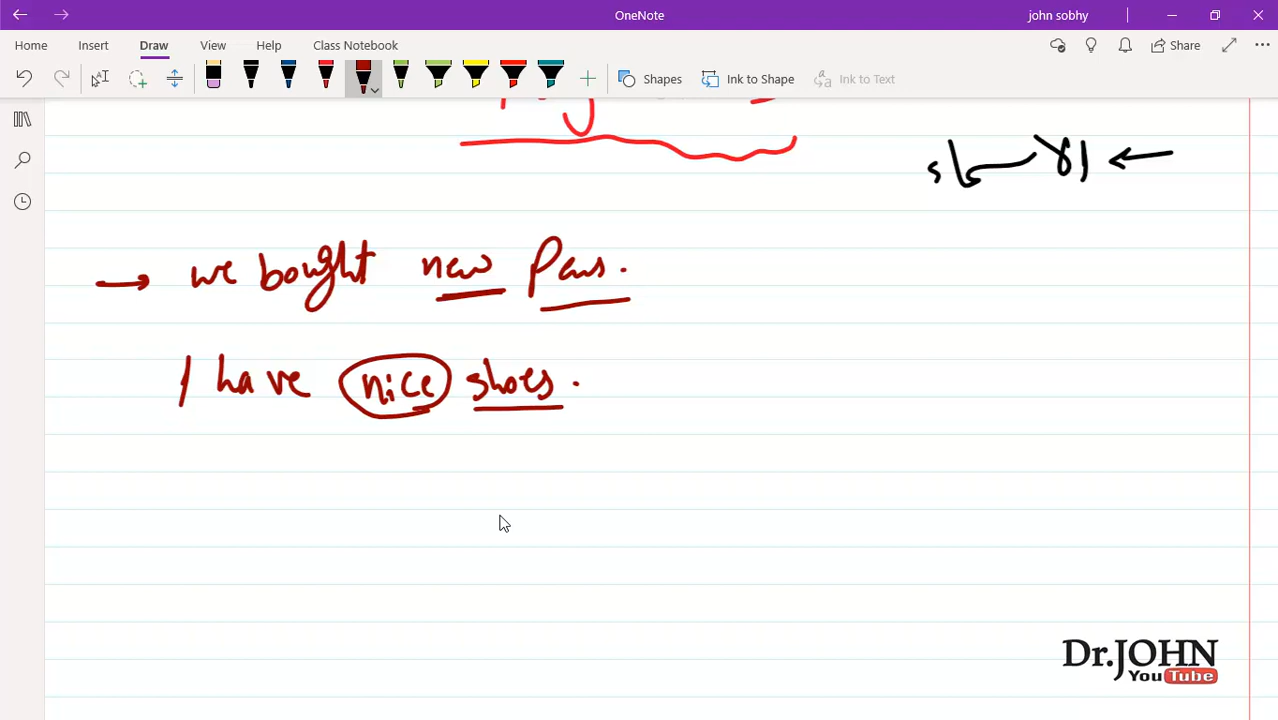 OneNote
john sobhy
Home Insert Draw View Help Class Notebook
Share
Shapes Ink to Shape Ink to Text
الأسماء
→ we bought new Pens.
I have nice shoes.
Dr.JOHN
YouTube